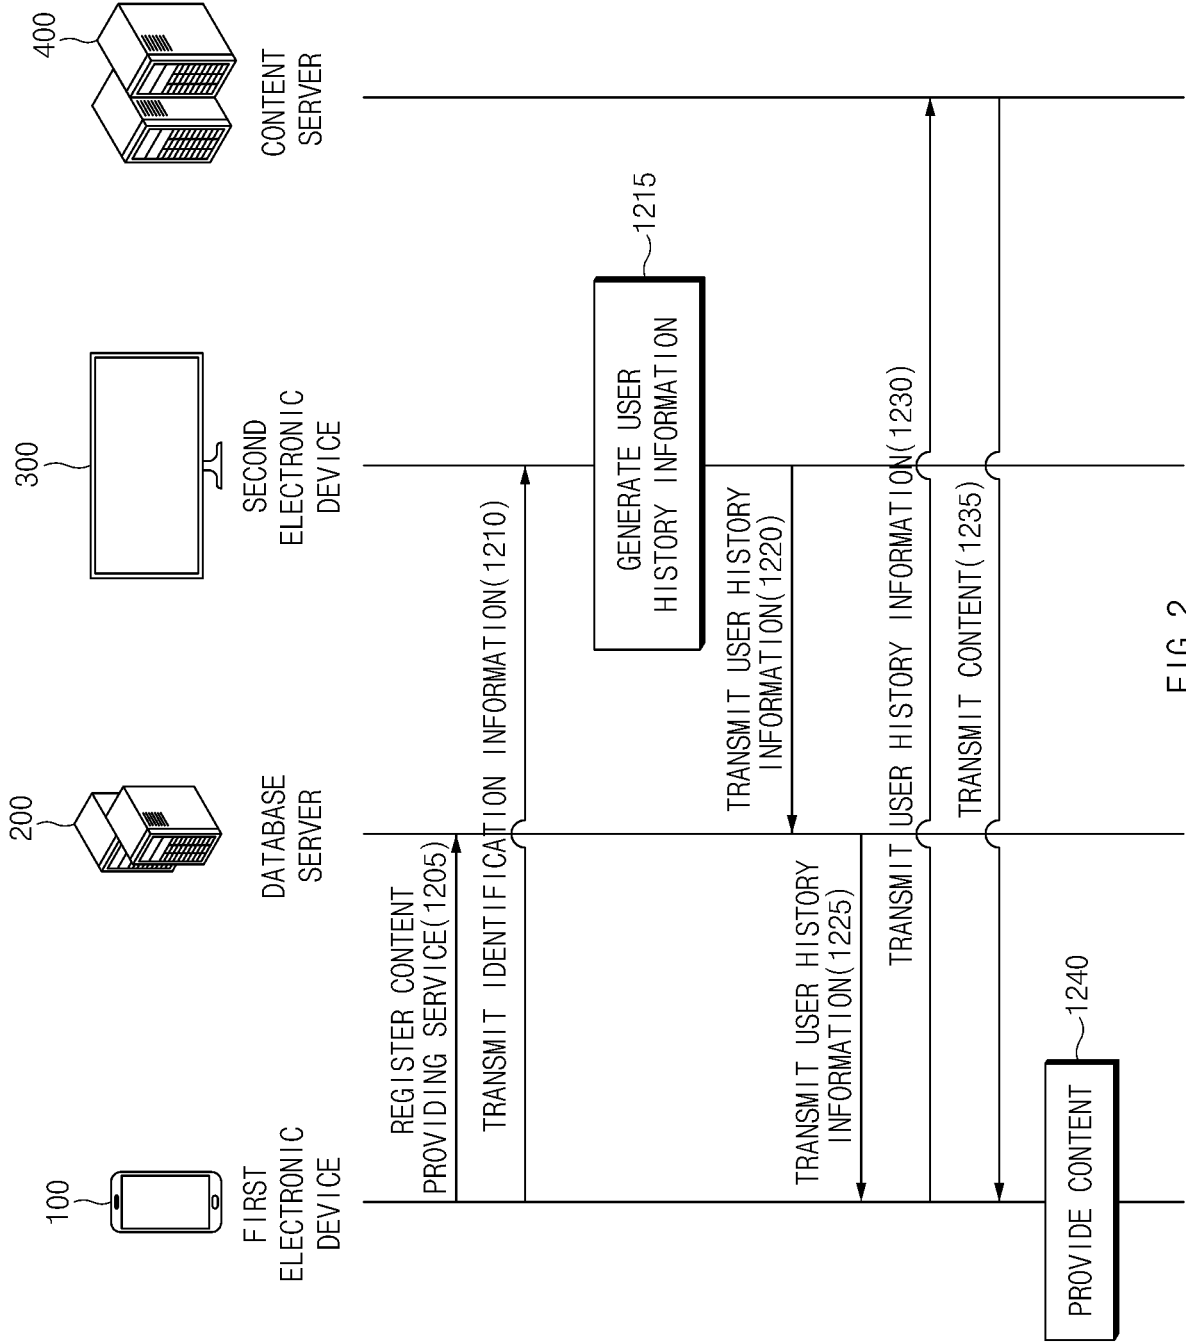 100
FIRST
ELECTRONIC
DEVICE
200
DATABASE
SERVER
300
SECOND
ELECTRONIC
DEVICE
400
CONTENT
SERVER
REGISTER CONTENT
PROVIDING SERVICE(1205)
TRANSMIT IDENTIFICATION INFORMATION(1210)
GENERATE USER
HISTORY INFORMATION
1215
TRANSMIT USER HISTORY
INFORMATION(1220)
TRANSMIT USER HISTORY
INFORMATION(1225)
TRANSMIT USER HISTORY INFORMATION(1230)
TRANSMIT CONTENT(1235)
PROVIDE CONTENT
1240
FIG.2